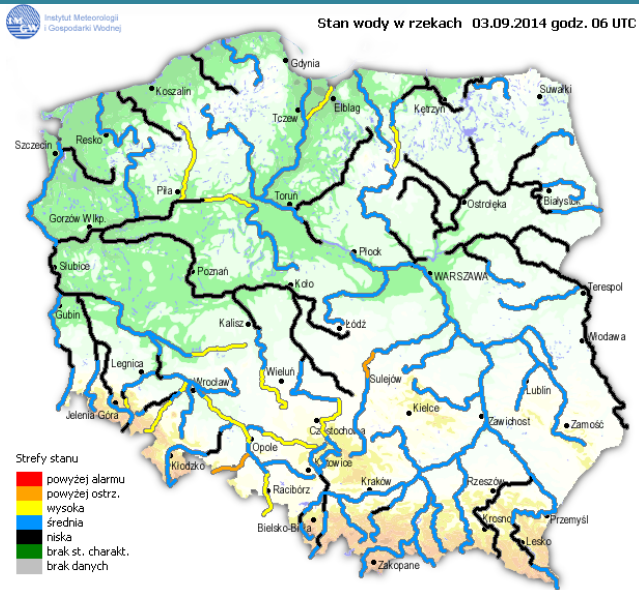 IMGW
Instytut Meteorologii
i Gospodarki Wodnej
Stan wody w rzekach 03.09.2014 godz. 06 UTC
Gdynia
Koszalin
Suwałki
Tczew
Elbląg
Kętrzyn
Resko
Szczecin
Piła
Toruń
Ostrołęka
Białystok
Gorzów Wlkp.
Płock
Słubice
Poznań
WARSZAWA
Koło
Terespol
Gubin
Kalisz
Łódź
Włodawa
Legnica
Wieluń
Sulejów
Wrocław
Lublin
Jelenia-Góra
Kielce
Zawichost
Zamość
Częstochowa
Opole
Kłodzko
Katowice
Racibórz
Kraków
Rzeszów
Bielsko-Biała
Krosno
Przemyśl
Lesko
Zakopane
Strefy stanu
powyżej alarmu
powyżej ostrz.
wysoka
średnia
niska
brak st. charakt.
brak danych